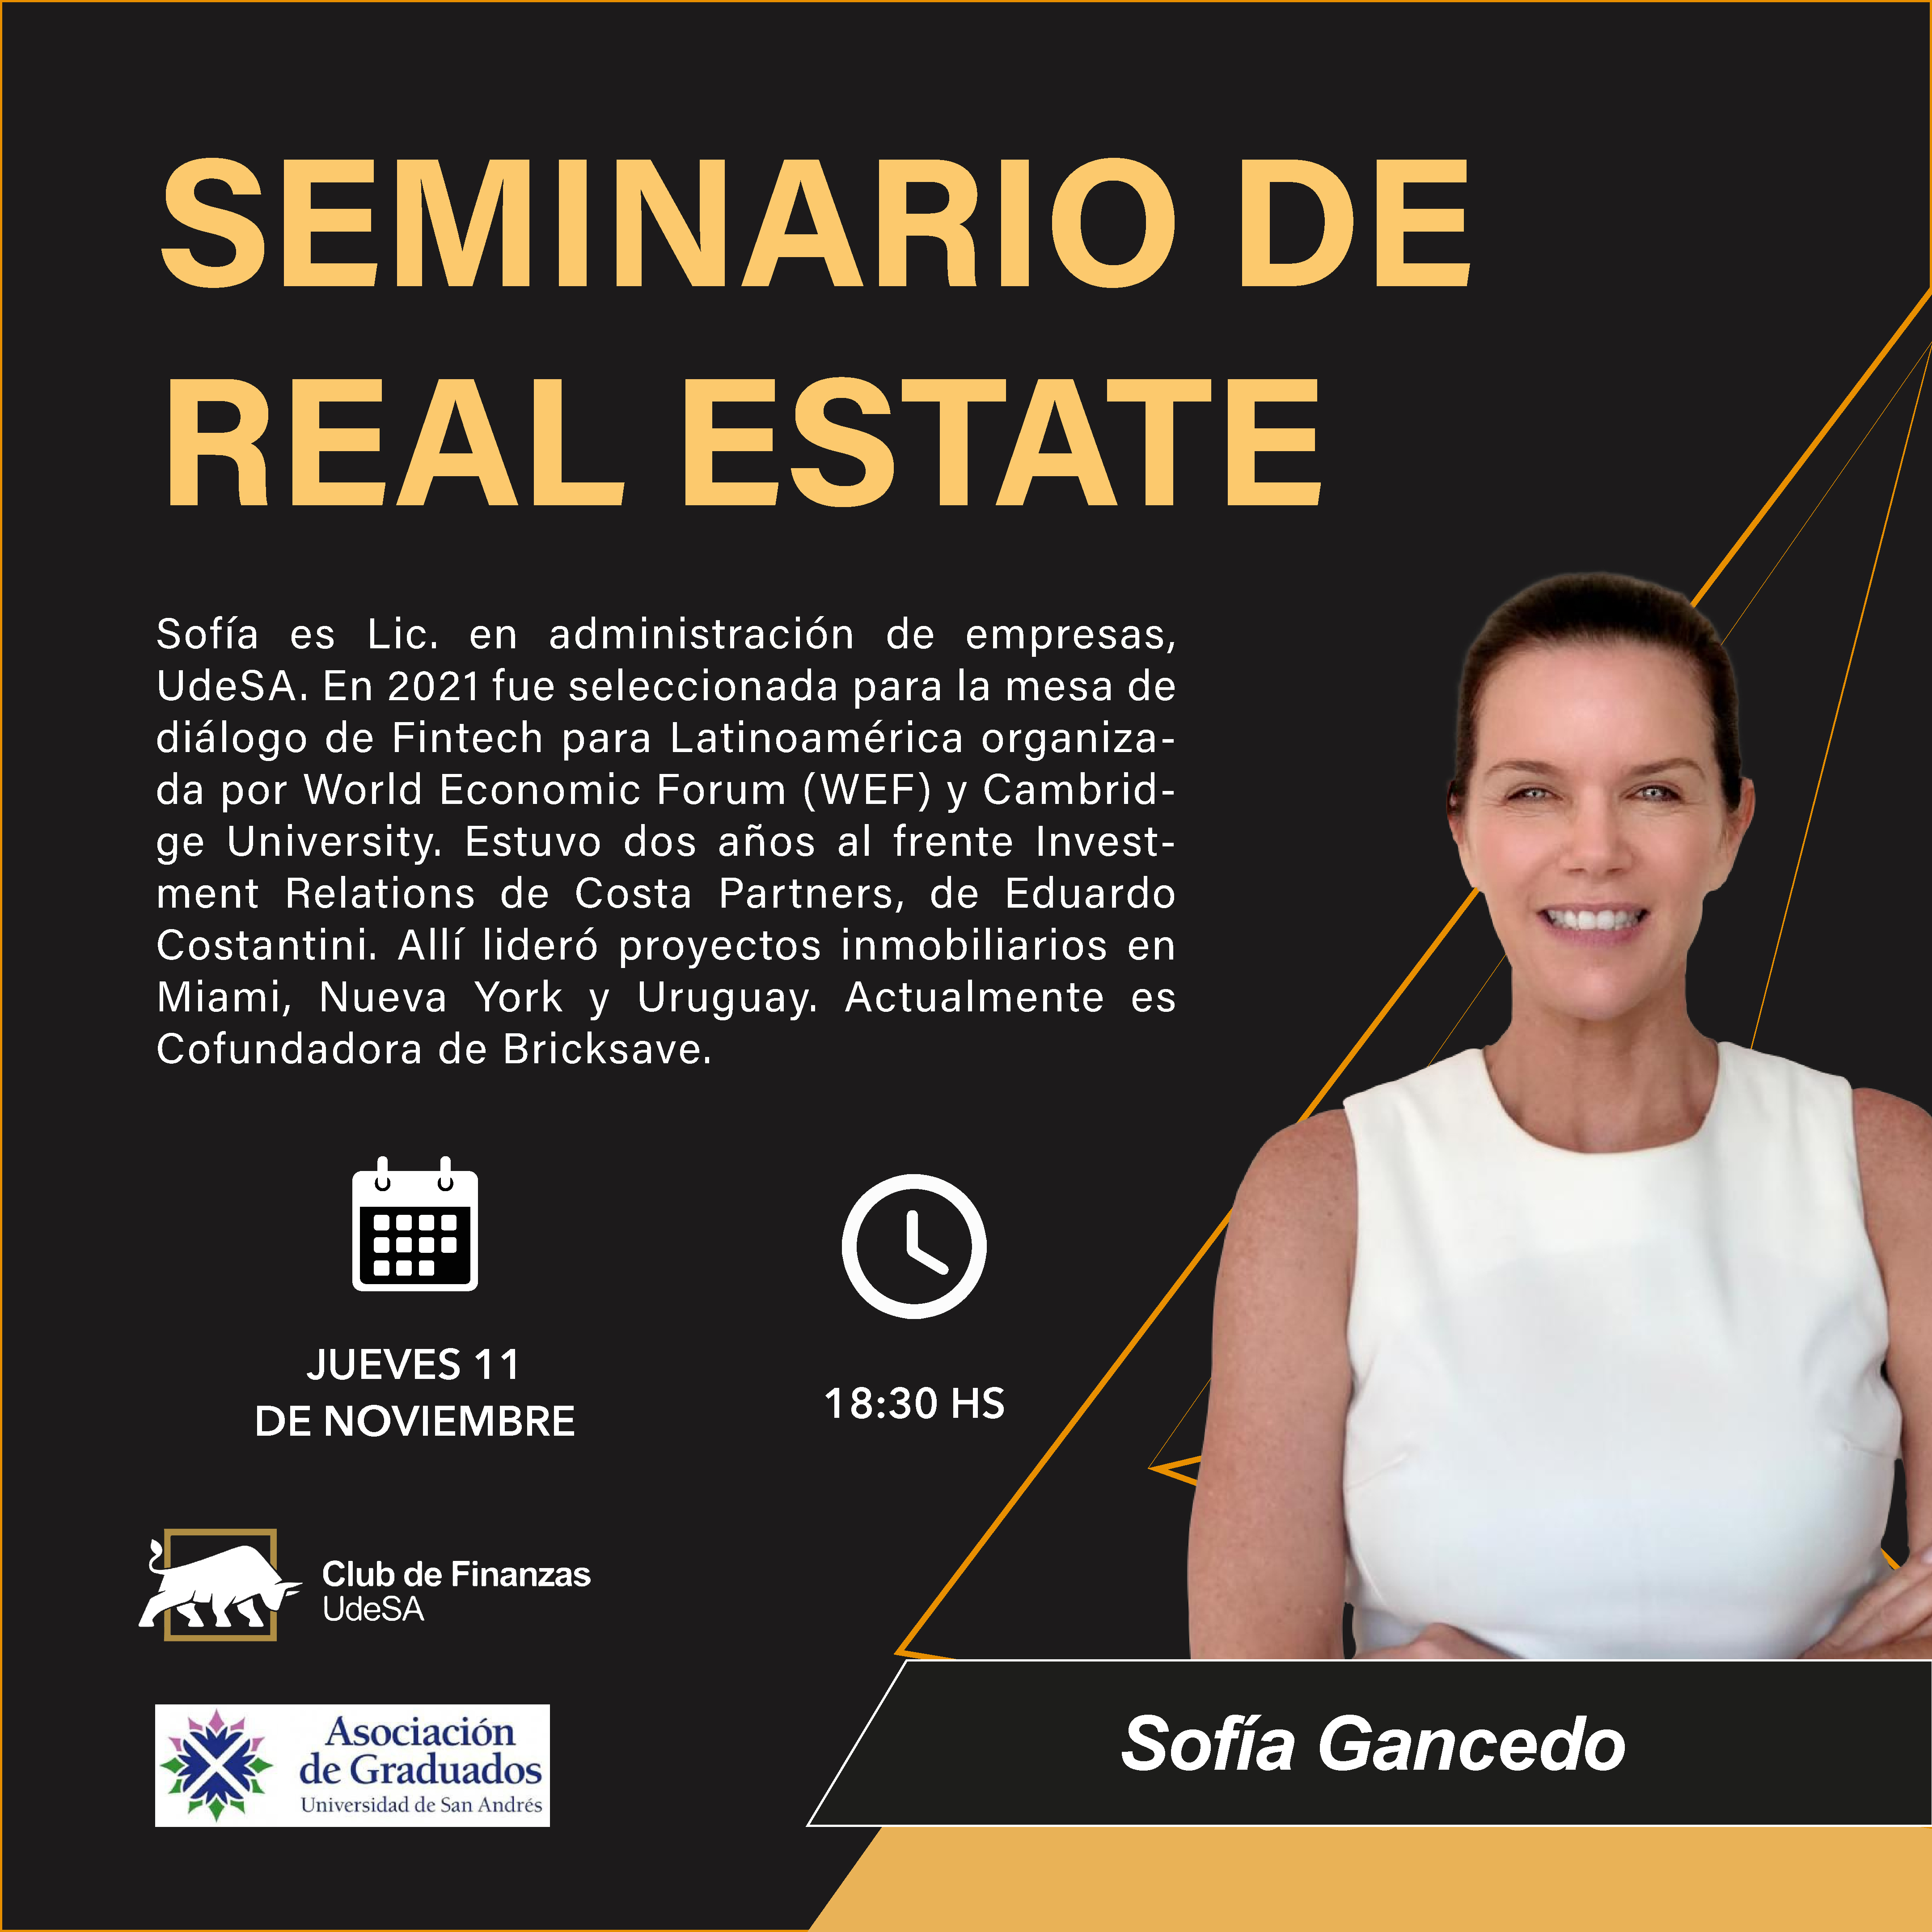 SEMINARIO DE
REAL ESTATE
Sofía es Lic. en administración de empresas,
UdeSA. En 2021 fue seleccionada para la mesa de
diálogo de Fintech para Latinoamérica organiza-
da por World Economic Forum (WEF) y Cambrid-
ge University. Estuvo dos años al frente Invest-
ment Relations de Costa Partners, de Eduardo
Costantini. Allí lideró proyectos inmobiliarios en
Miami, Nueva York y Uruguay. Actualmente es
Cofundadora de Bricksave.
JUEVES 11
DE NOVIEMBRE
18:30 HS
Club de Finanzas
UdeSA
Asociación
de Graduados
Universidad de San Andrés
Sofía Gancedo